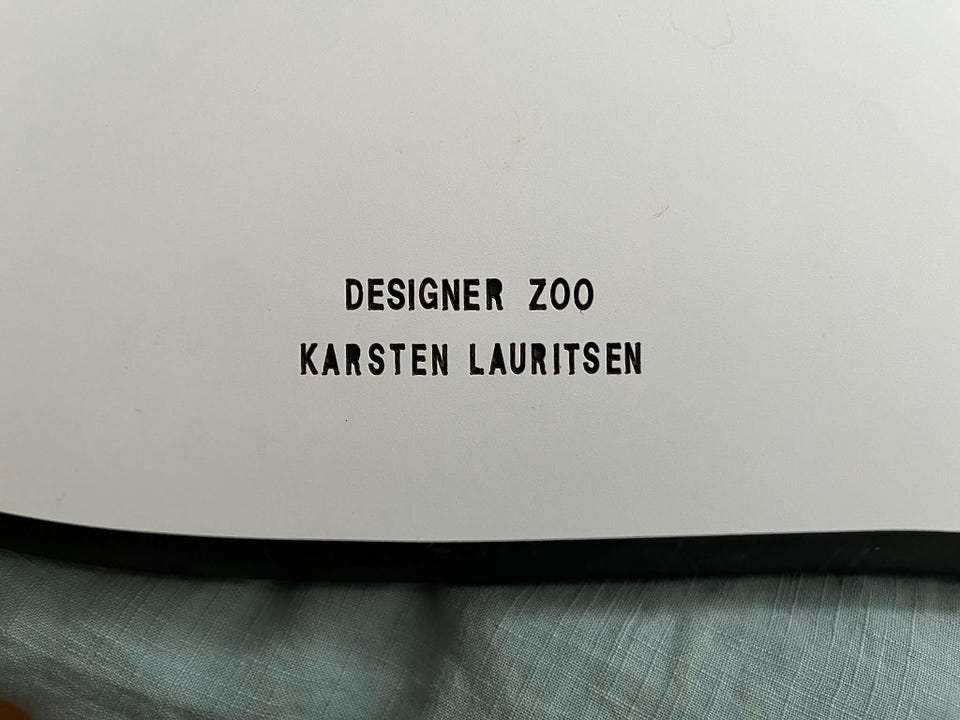 DESIGNER ZOO
KARSTEN LAURITSEN